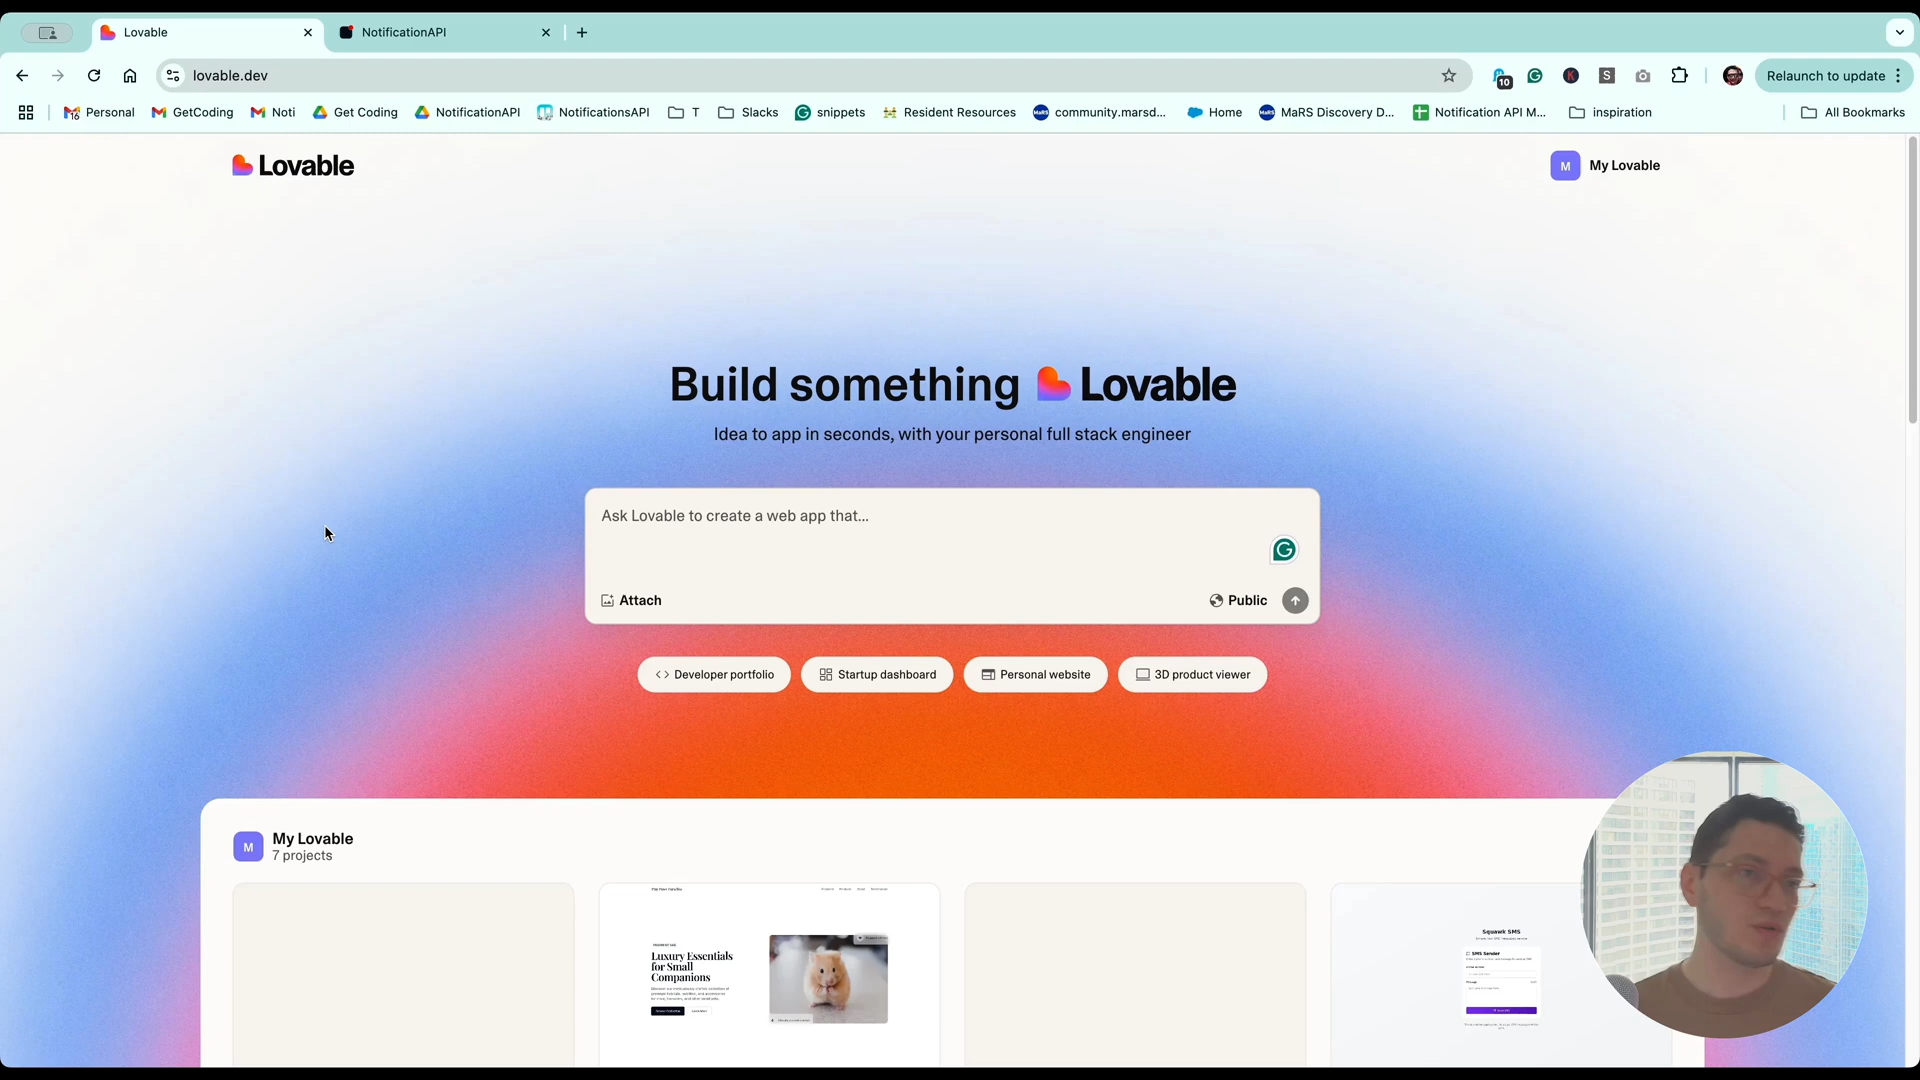 Lovable
NotificationAPI
lovable.dev
10
K
S
Relaunch to update
16
Personal
GetCoding
Noti
Get Coding
NotificationAPI
NotificationsAPI
T
Slacks
snippets
Resident Resources
MaRS
community.marsd...
Home
MaRS
MaRS Discovery D...
Notification API M...
inspiration
All Bookmarks
Lovable
M
My Lovable
Build something Lovable
Idea to app in seconds, with your personal full stack engineer
Ask Lovable to create a web app that...
Attach
Public
Developer portfolio
Startup dashboard
Personal website
3D product viewer
M
My Lovable
7 projects
Luxury Essentials
for Small
Companions
Squawk SMS
SMS Sender